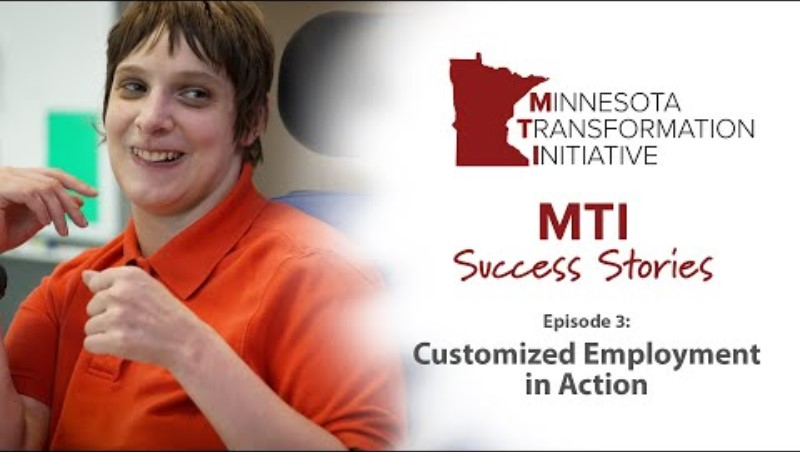 MINNESOTA
TRANSFORMATION
INITIATIVE
MTI
Success Stories
Episode 3:
Customized Employment
in Action